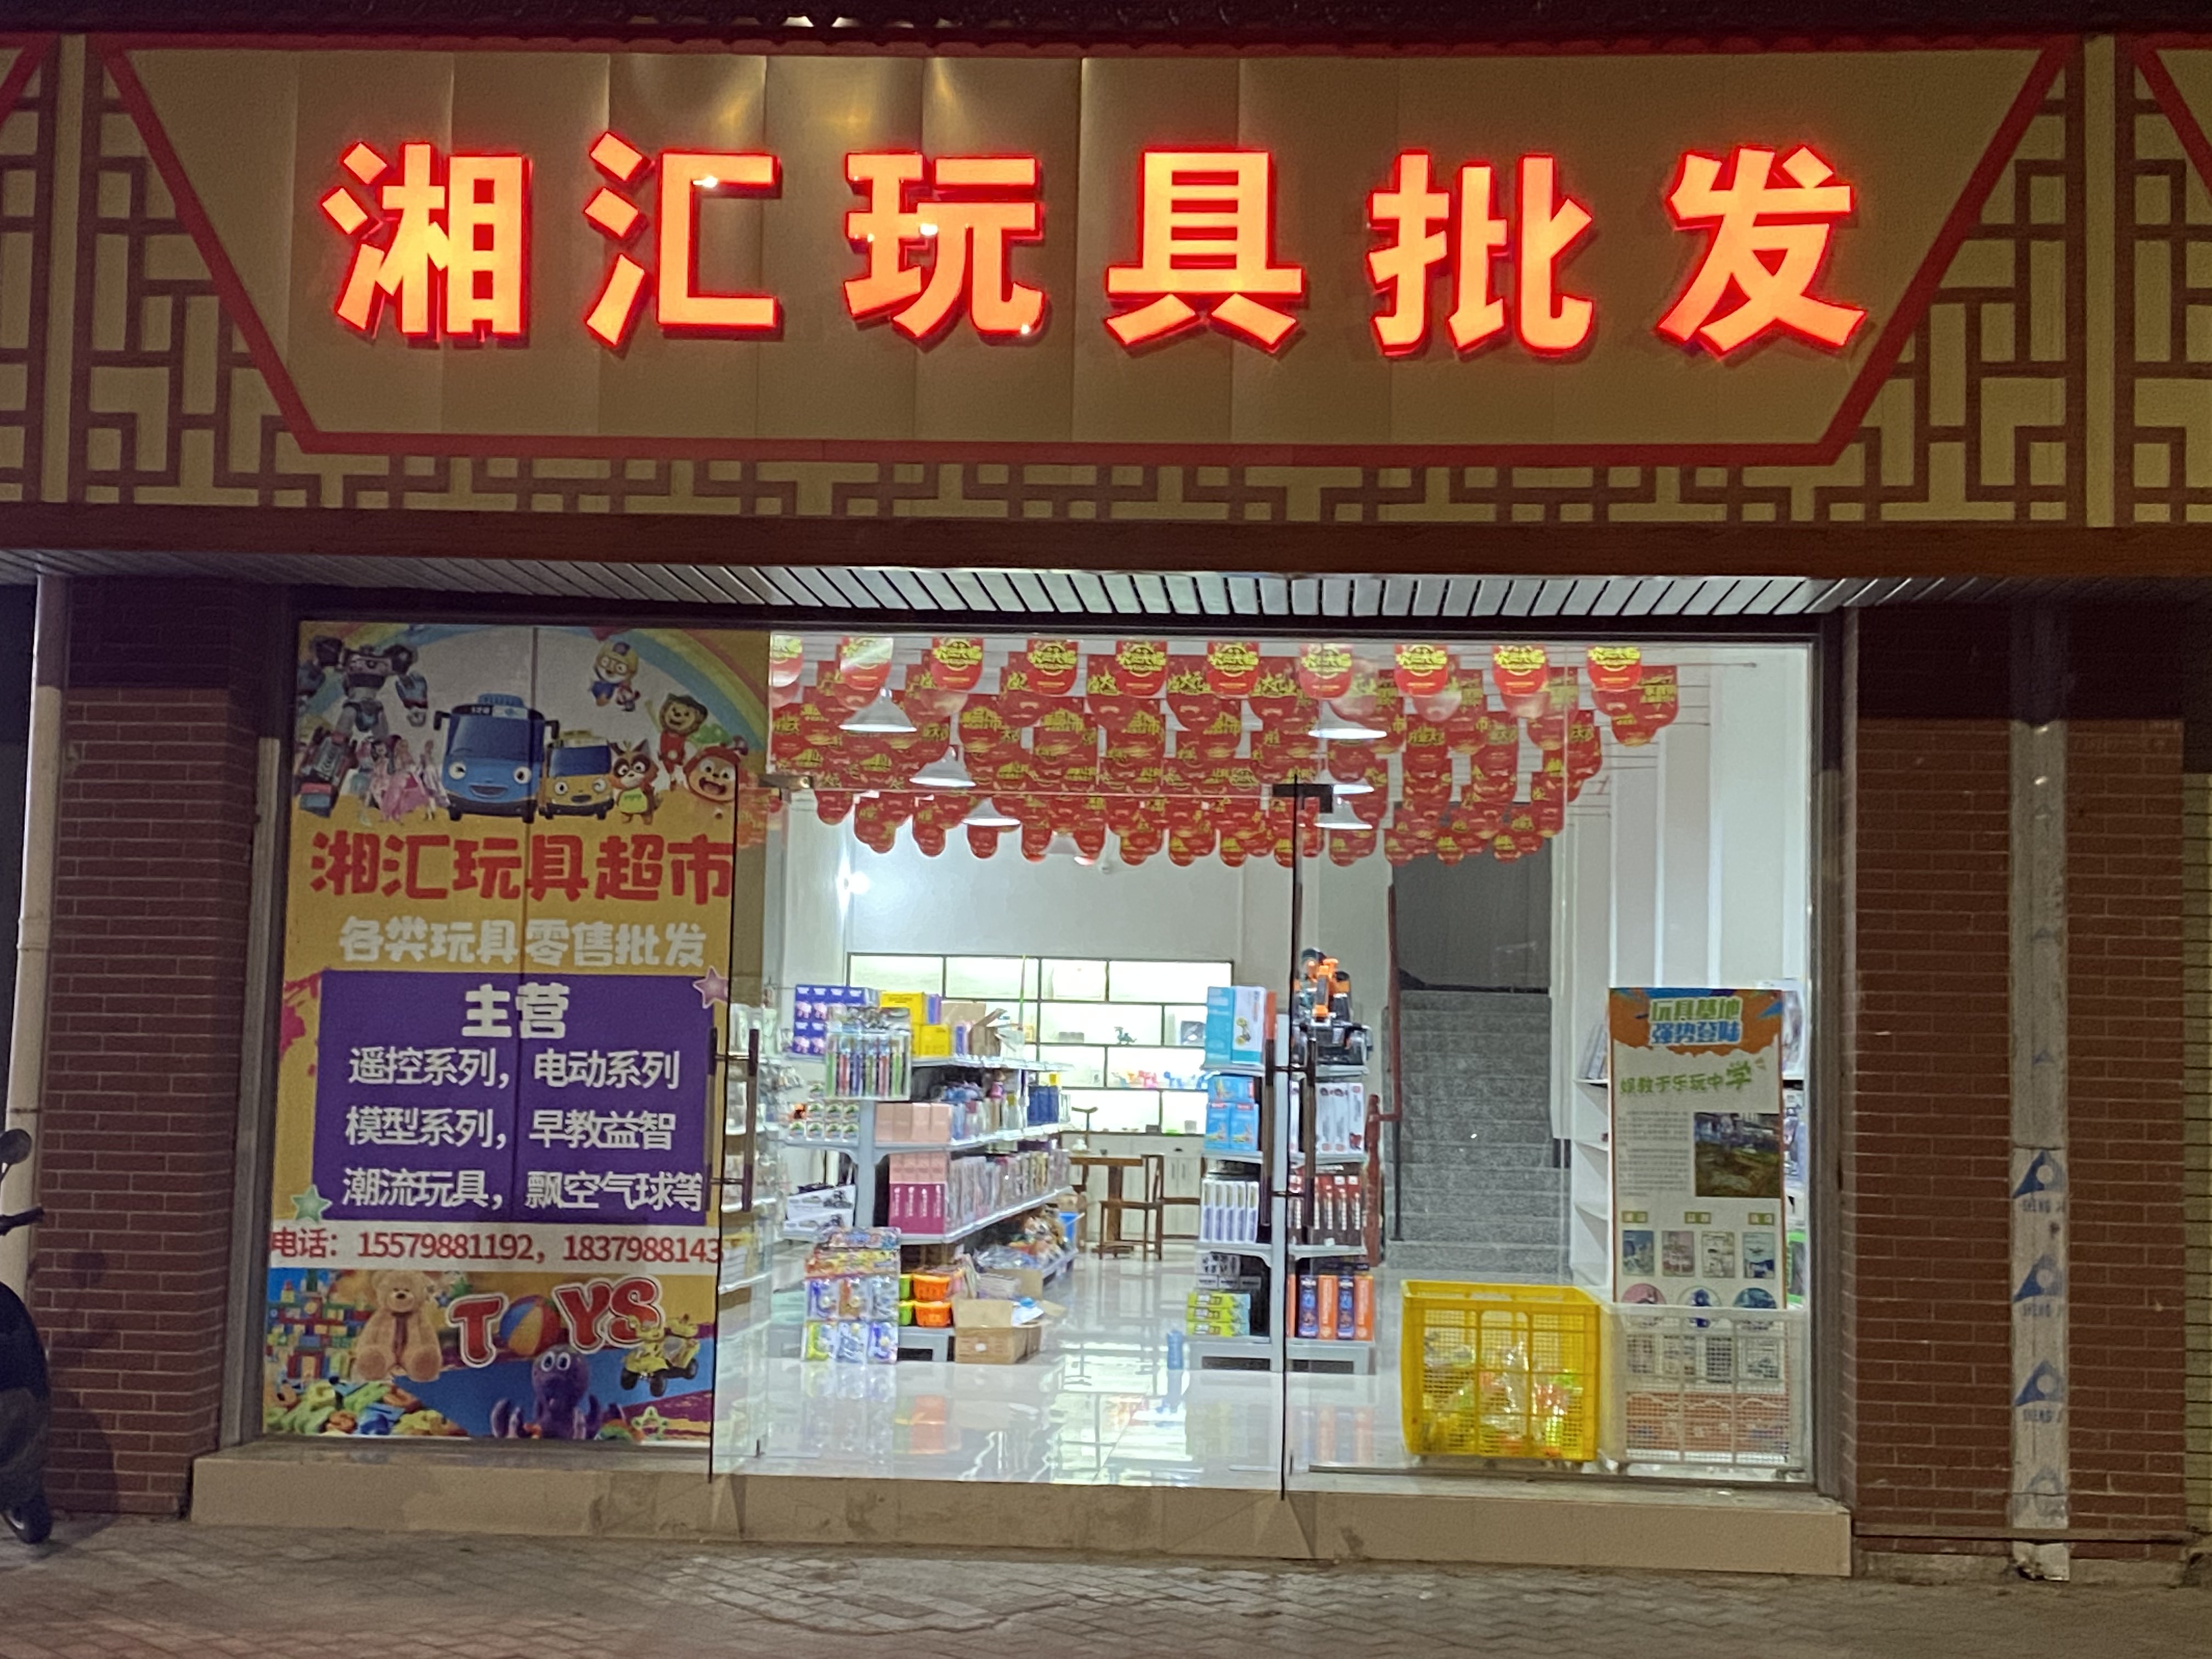 湘汇玩具批发
湘汇玩具超市
各类玩具零售批发
主营
遥控系列，电动系列
模型系列，早教益智
潮流玩具，飘空气球等
电话：15579881192，1837988143
TOYS
玩具基地
强势登陆
娱教于乐玩中学